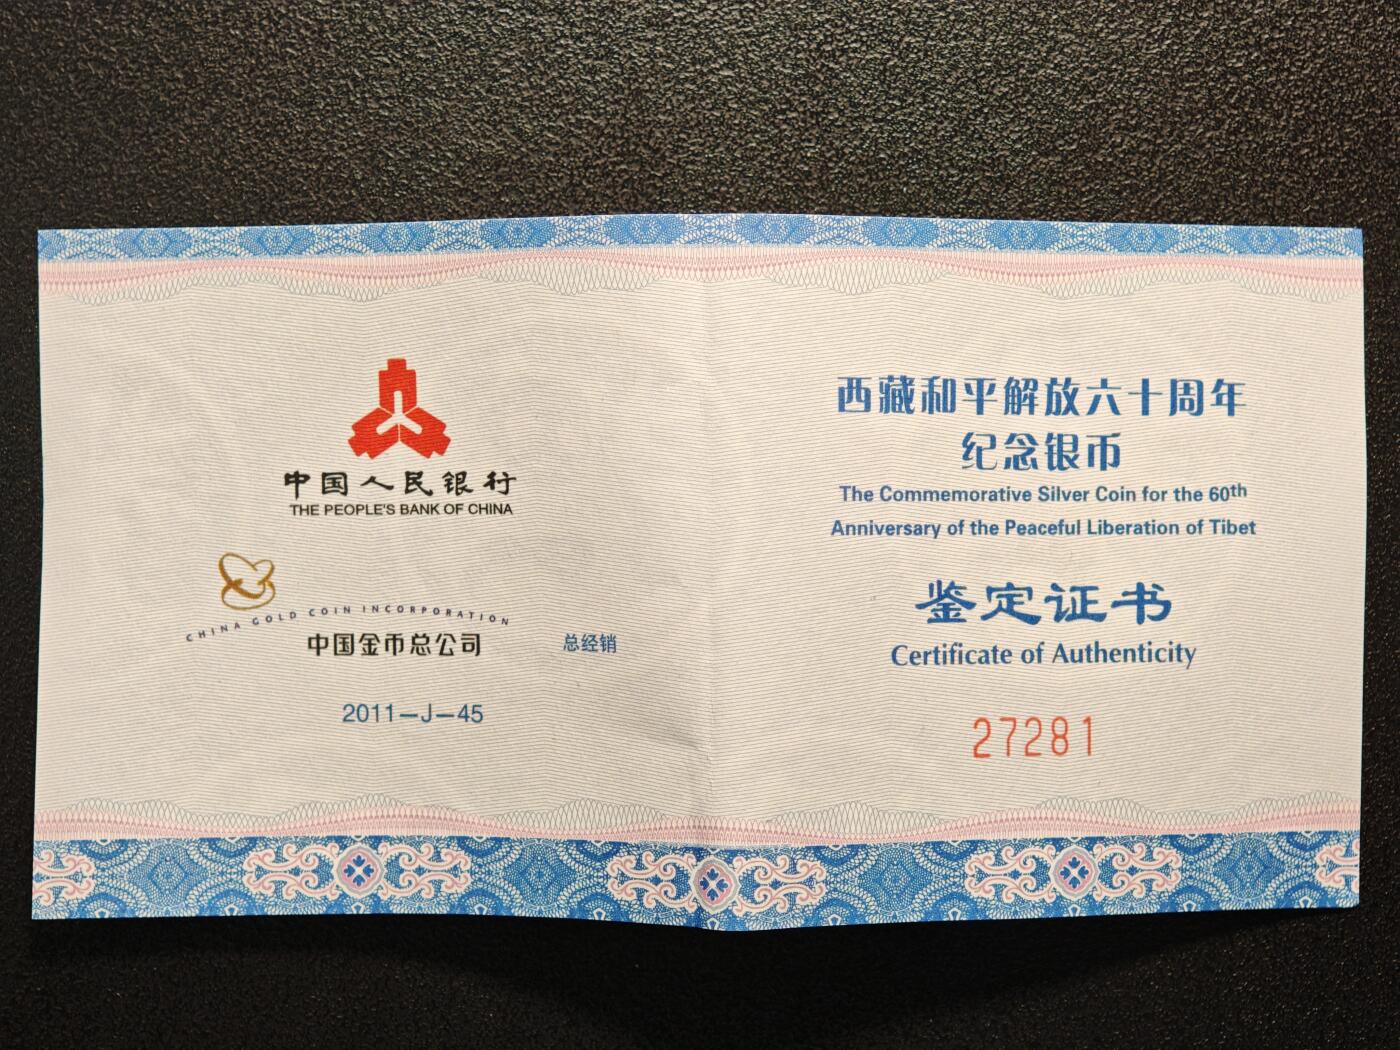 中国人民银行
THE PEOPLE'S BANK OF CHINA
CHINA GOLD COIN INCORPORATION
中国金币总公司 总经销
2011—J—45
西藏和平解放六十周年
纪念银币
The Commemorative Silver Coin for the 60th
Anniversary of the Peaceful Liberation of Tibet
鉴定证书
Certificate of Authenticity
27281